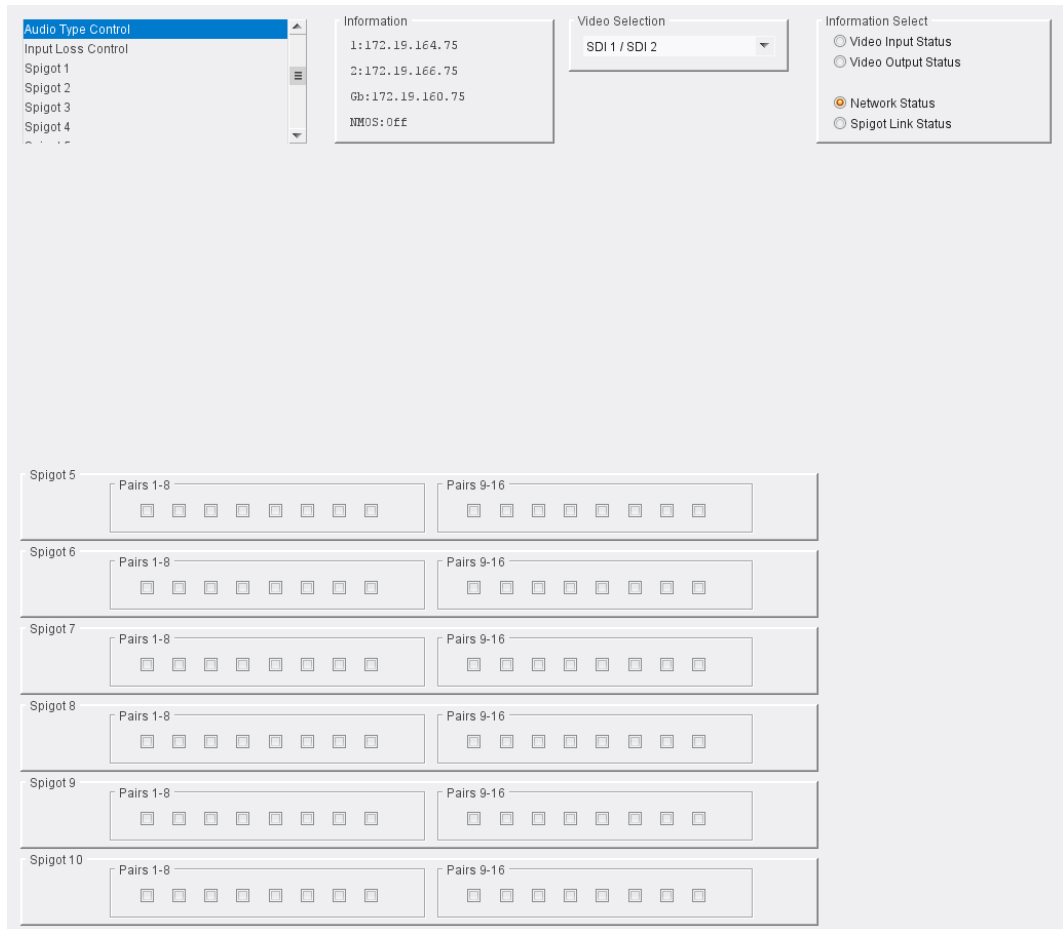 Audio Type Control
Input Loss Control
Spigot 1
Spigot 2
Spigot 3
Spigot 4
Information
1:172.19.164.75
2:172.19.166.75
Gb:172.19.160.75
NMOS:Off
Video Selection
SDI 1 / SDI 2
Information Select
Video Input Status
Video Output Status
Network Status
Spigot Link Status
Spigot 5
Pairs 1-8
Pairs 9-16
Spigot 6
Pairs 1-8
Pairs 9-16
Spigot 7
Pairs 1-8
Pairs 9-16
Spigot 8
Pairs 1-8
Pairs 9-16
Spigot 9
Pairs 1-8
Pairs 9-16
Spigot 10
Pairs 1-8
Pairs 9-16